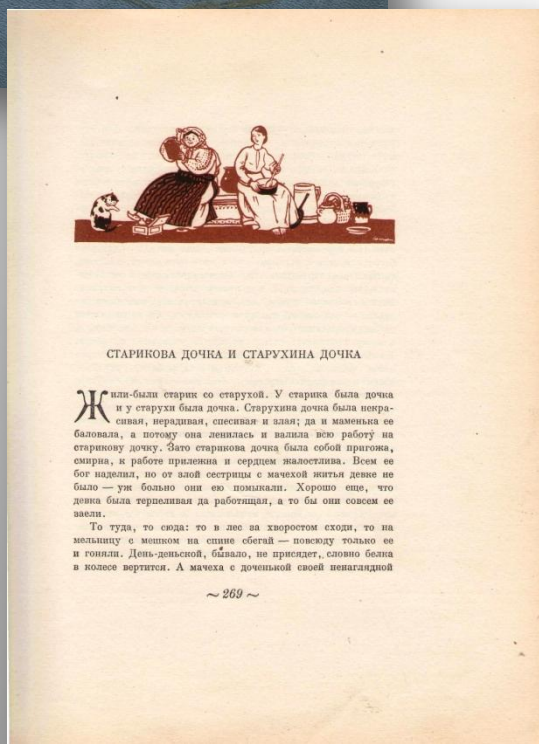 СТАРИКОВА ДОЧКА И СТАРУХИНА ДОЧКА
Жили-были старик со старухой. У старика была дочка
и у старухи была дочка. Старухина дочка была некра-
сивая, нерадивая, спесивая и злая; да и маменька ее
баловала, а потому она ленилась и валила всю работу на
старикову дочку. Зато старикова дочка была собой пригожа,
смирна, к работе прилежна и сердцем жалостлива. Всем ее
бог наделил, но от злой сестрицы с мачехой житья девке не
было — уж больно они ею помыкали. Хорошо еще, что
девка была терпеливая да работящая, а то бы они совсем ее
заели.
То туда, то сюда: то в лес за хворостом сходи, то на
мельницу с мешком на спине сбегай — повсюду только ее
и гоняли. День-деньской, бывало, не присядет, словно белка
в колесе вертится. А мачеха с доченькой своей ненаглядной
~ 269 ~